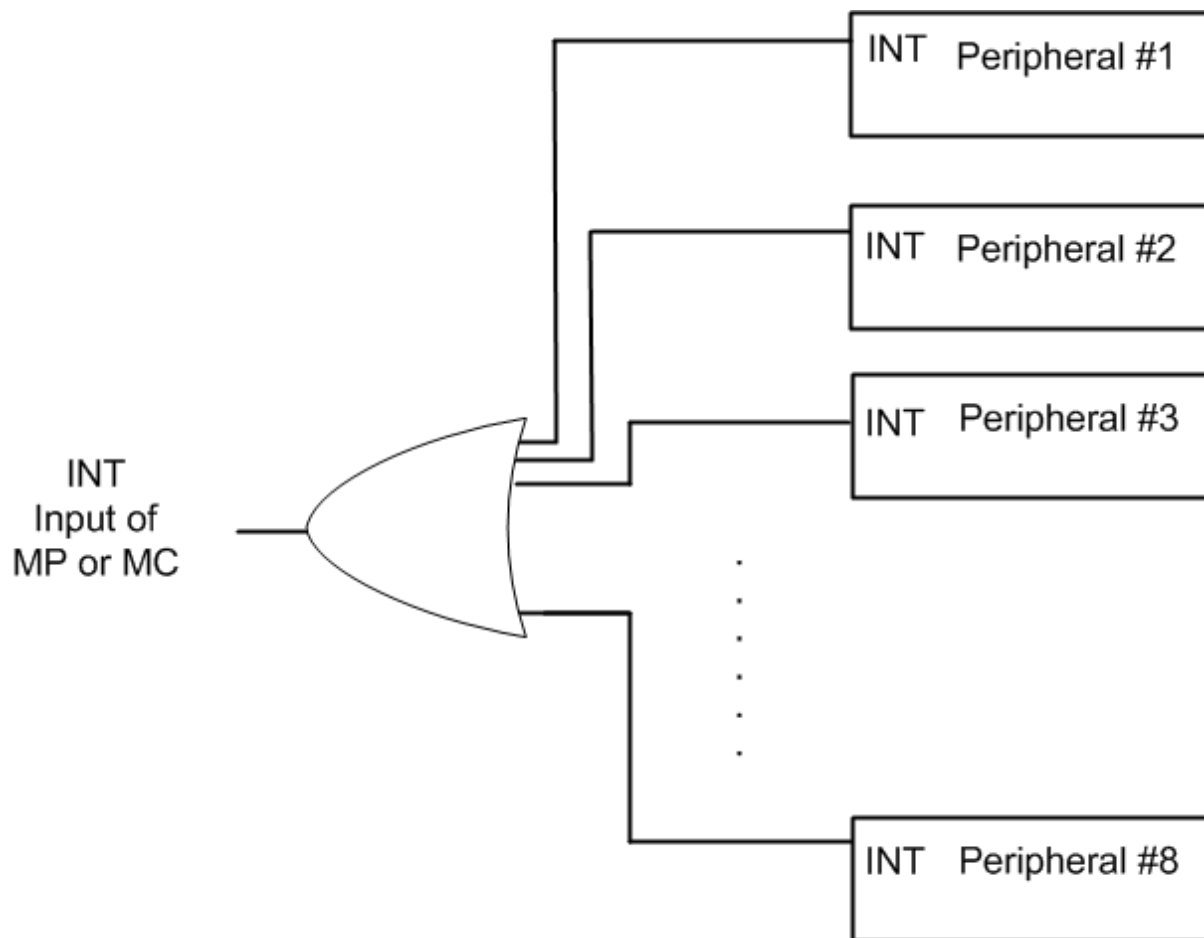 INT Peripheral #1
INT Peripheral #2
INT Peripheral #3
INT
Input of
MP or MC
INT Peripheral #8